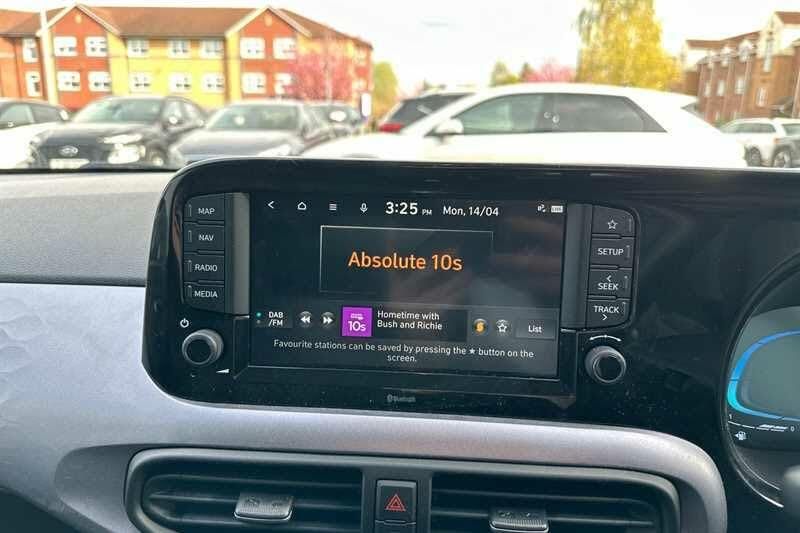 MAP
NAV
RADIO
MEDIA
3:25 PM Mon, 14/04
Absolute 10s
DAB
/FM
10s
Hometime with
Bush and Richie
List
Favourite stations can be saved by pressing the ★ button on the
screen.
SETUP
<
SEEK
TRACK
>
Bluetooth